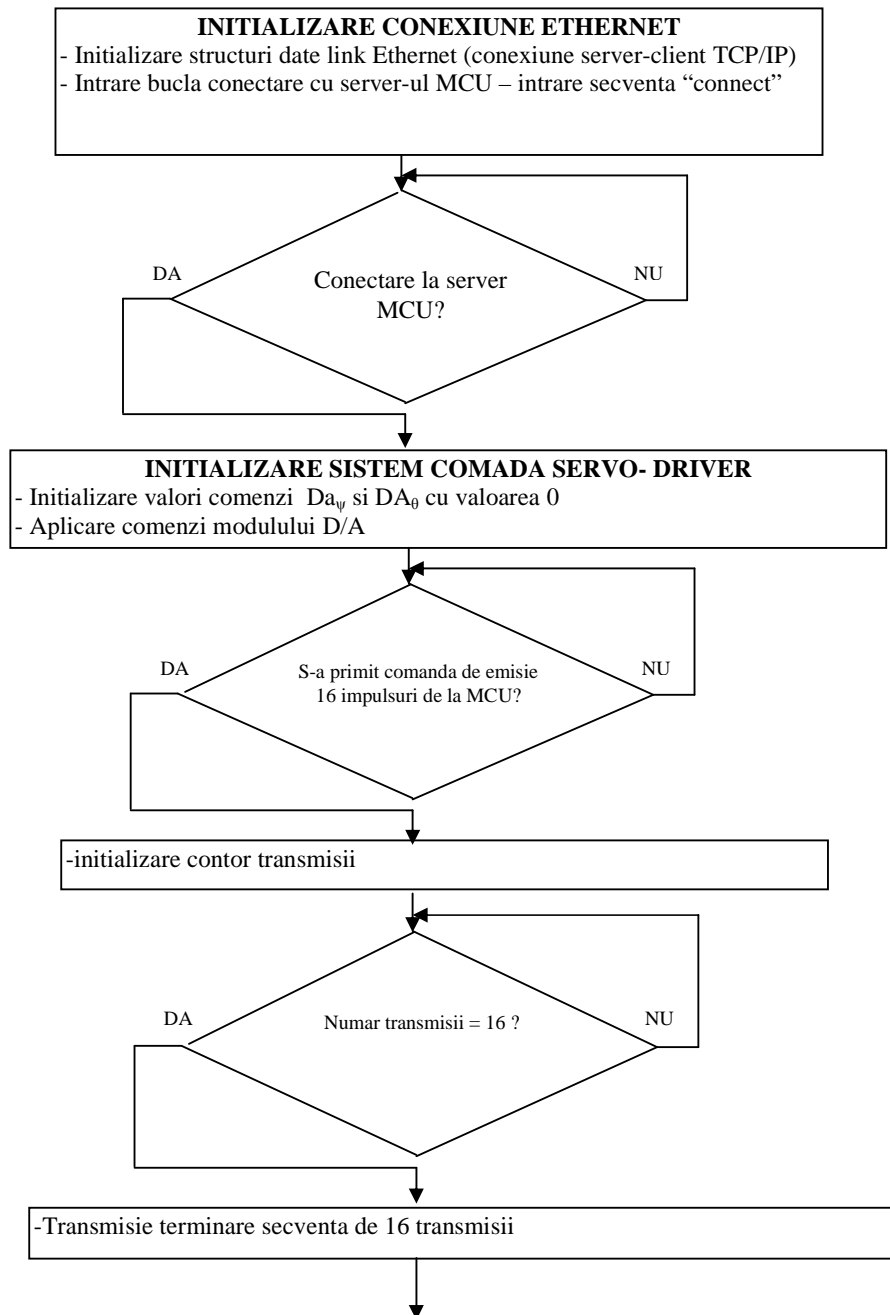 INITIALIZARE CONEXIUNE ETHERNET
- Initializare structuri date link Ethernet (conexiune server-client TCP/IP)
- Intrare bucla conectare cu server-ul MCU – intrare secventa “connect”
DA
NU
Conectare la server
MCU?
INITIALIZARE SISTEM COMADA SERVO- DRIVER
- Initializare valori comenzi Daψ si DAθ cu valoarea 0
- Aplicare comenzi modulului D/A
DA
NU
S-a primit comanda de emisie
16 impulsuri de la MCU?
-initializare contor transmisii
DA
NU
Numar transmisii = 16 ?
-Transmisie terminare secventa de 16 transmisii